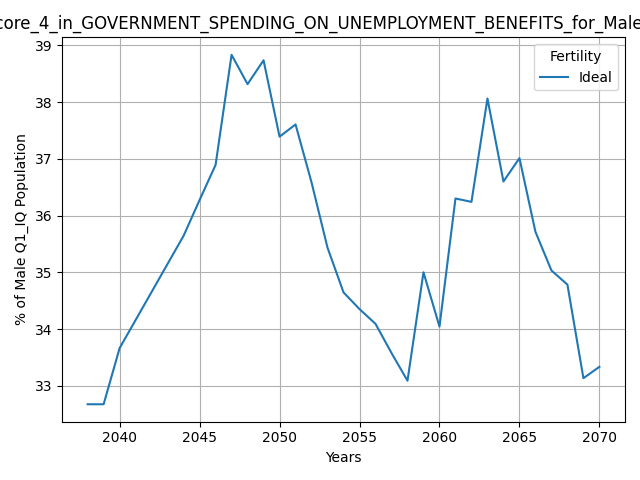 core_4_in_GOVERNMENT_SPENDING_ON_UNEMPLOYMENT_BENEFITS_for_Male
39
38
37
36
35
34
33
% of Male Q1_IQ Population
Fertility
Ideal
2040 2045 2050 2055 2060 2065 2070
Years